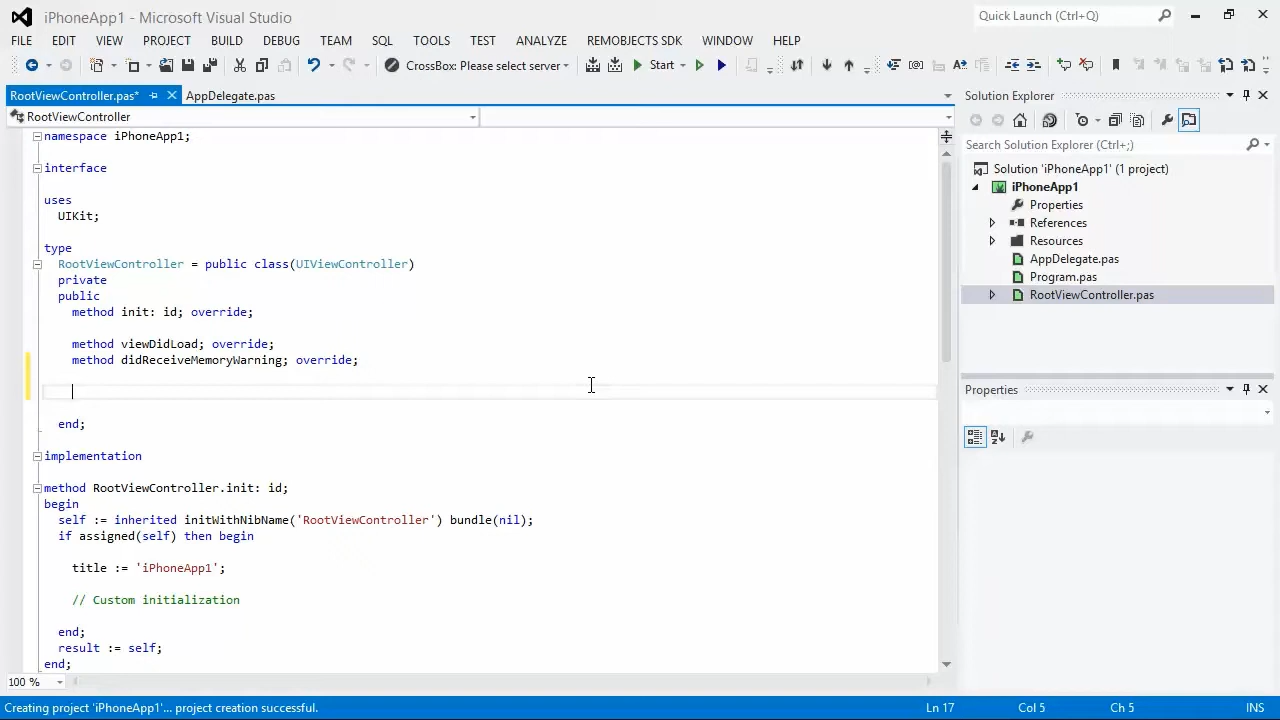 iPhoneApp1 - Microsoft Visual Studio
Quick Launch (Ctrl+Q)
FILE EDIT VIEW PROJECT BUILD DEBUG TEAM SQL TOOLS TEST ANALYZE REMOBJECTS SDK WINDOW HELP
CrossBox: Please select server Start
RootViewController.pas* AppDelegate.pas
RootViewController
namespace iPhoneApp1;
interface
uses
UIKit;
type
RootViewController = public class(UIViewController)
private
public
method init: id; override;
method viewDidLoad; override;
method didReceiveMemoryWarning; override;
end;
implementation
method RootViewController.init: id;
begin
self := inherited initWithNibName('RootViewController') bundle(nil);
if assigned(self) then begin
title := 'iPhoneApp1';
// Custom initialization
end;
result := self;
end;
100 %
Solution Explorer
Search Solution Explorer (Ctrl+;)
Solution 'iPhoneApp1' (1 project)
iPhoneApp1
Properties
References
Resources
AppDelegate.pas
Program.pas
RootViewController.pas
Properties
Creating project 'iPhoneApp1'... project creation successful. Ln 17 Col 5 Ch 5 INS